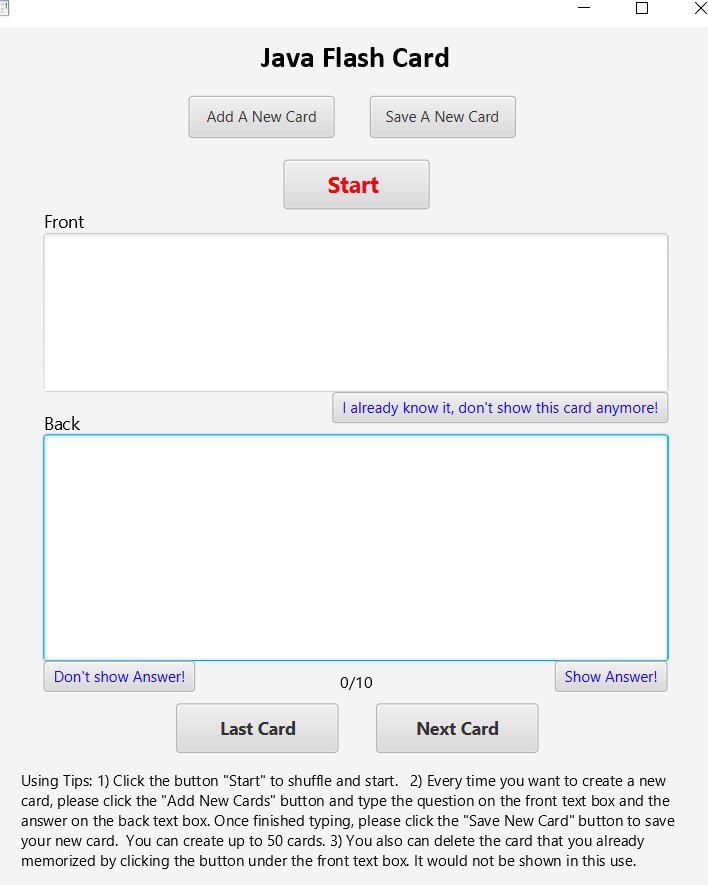 Java Flash Card
Add A New Card
Save A New Card
Start
Front
I already know it, don't show this card anymore!
Back
Don't show Answer!
0/10
Show Answer!
Last Card
Next Card
Using Tips: 1) Click the button "Start" to shuffle and start.   2) Every time you want to create a new
card, please click the "Add New Cards" button and type the question on the front text box and the
answer on the back text box. Once finished typing, please click the "Save New Card" button to save
your new card.  You can create up to 50 cards. 3) You also can delete the card that you already
memorized by clicking the button under the front text box. It would not be shown in this use.